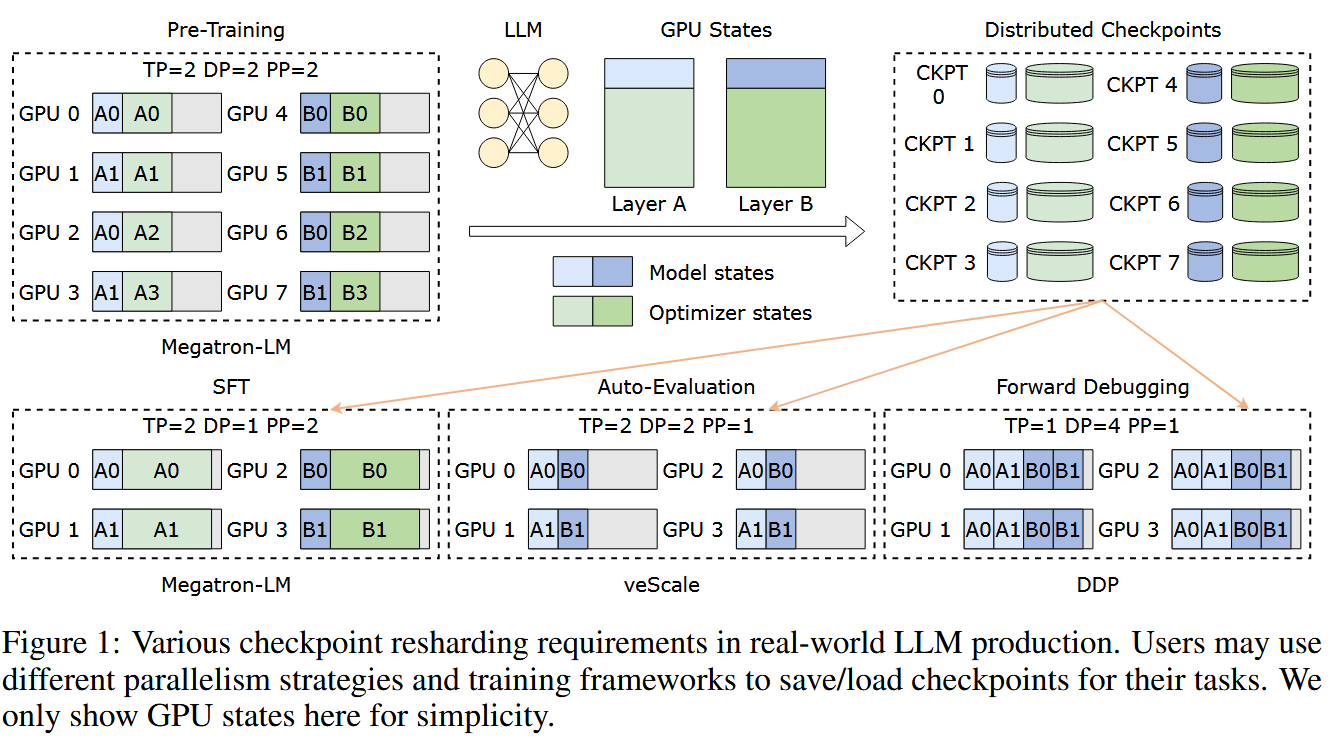 Pre-Training
LLM
GPU States
Distributed Checkpoints
TP=2 DP=2 PP=2
GPU 0 A0 A0 GPU 4 B0 B0
GPU 1 A1 A1 GPU 5 B1 B1
GPU 2 A0 A2 GPU 6 B0 B2
GPU 3 A1 A3 GPU 7 B1 B3
Megatron-LM
Layer A Layer B
Model states
Optimizer states
CKPT 0 CKPT 4
CKPT 1 CKPT 5
CKPT 2 CKPT 6
CKPT 3 CKPT 7
SFT
TP=2 DP=1 PP=2
GPU 0 A0 A0 GPU 2 B0 B0
GPU 1 A1 A1 GPU 3 B1 B1
Megatron-LM
Auto-Evaluation
TP=2 DP=2 PP=1
GPU 0 A0 B0 GPU 2 A0 B0
GPU 1 A1 B1 GPU 3 A1 B1
veScale
Forward Debugging
TP=1 DP=4 PP=1
GPU 0 A0 A1 B0 B1 GPU 2 A0 A1 B0 B1
GPU 1 A0 A1 B0 B1 GPU 3 A0 A1 B0 B1
DDP
Figure 1: Various checkpoint resharding requirements in real-world LLM production. Users may use
different parallelism strategies and training frameworks to save/load checkpoints for their tasks. We
only show GPU states here for simplicity.